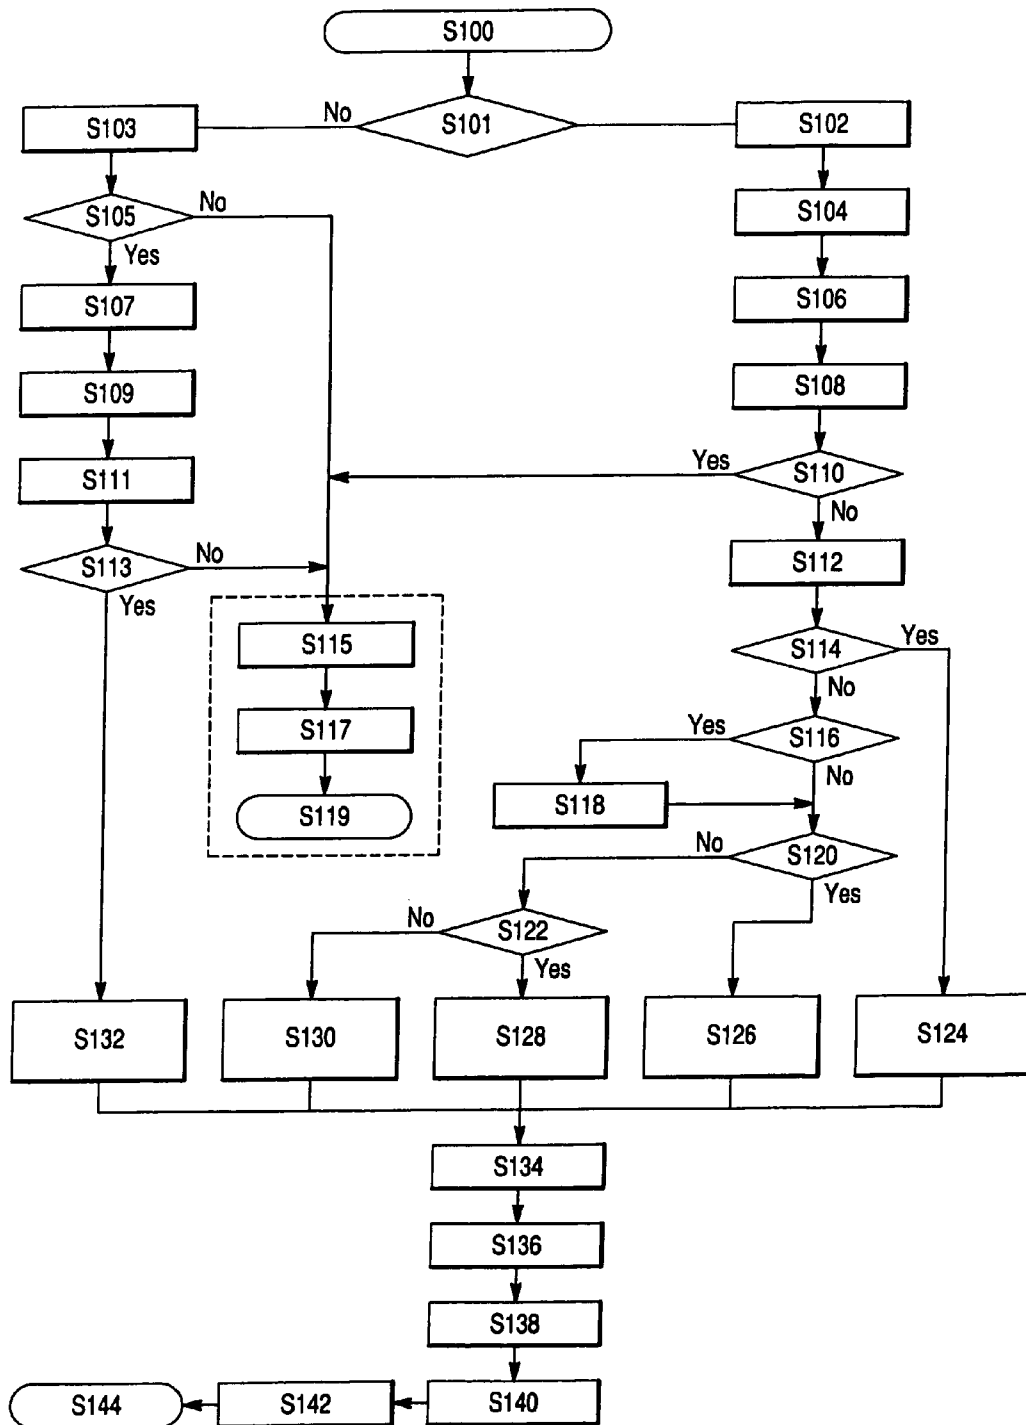 S100
No
S103
S101
S102
S105
No
S104
Yes
S107
S106
S109
S108
S111
Yes
S110
No
S113
No
S112
Yes
S115
S114
Yes
No
S117
Yes
S116
No
S118
S119
No
S120
Yes
No
S122
Yes
S132
S130
S128
S126
S124
S134
S136
S138
S144
S142
S140